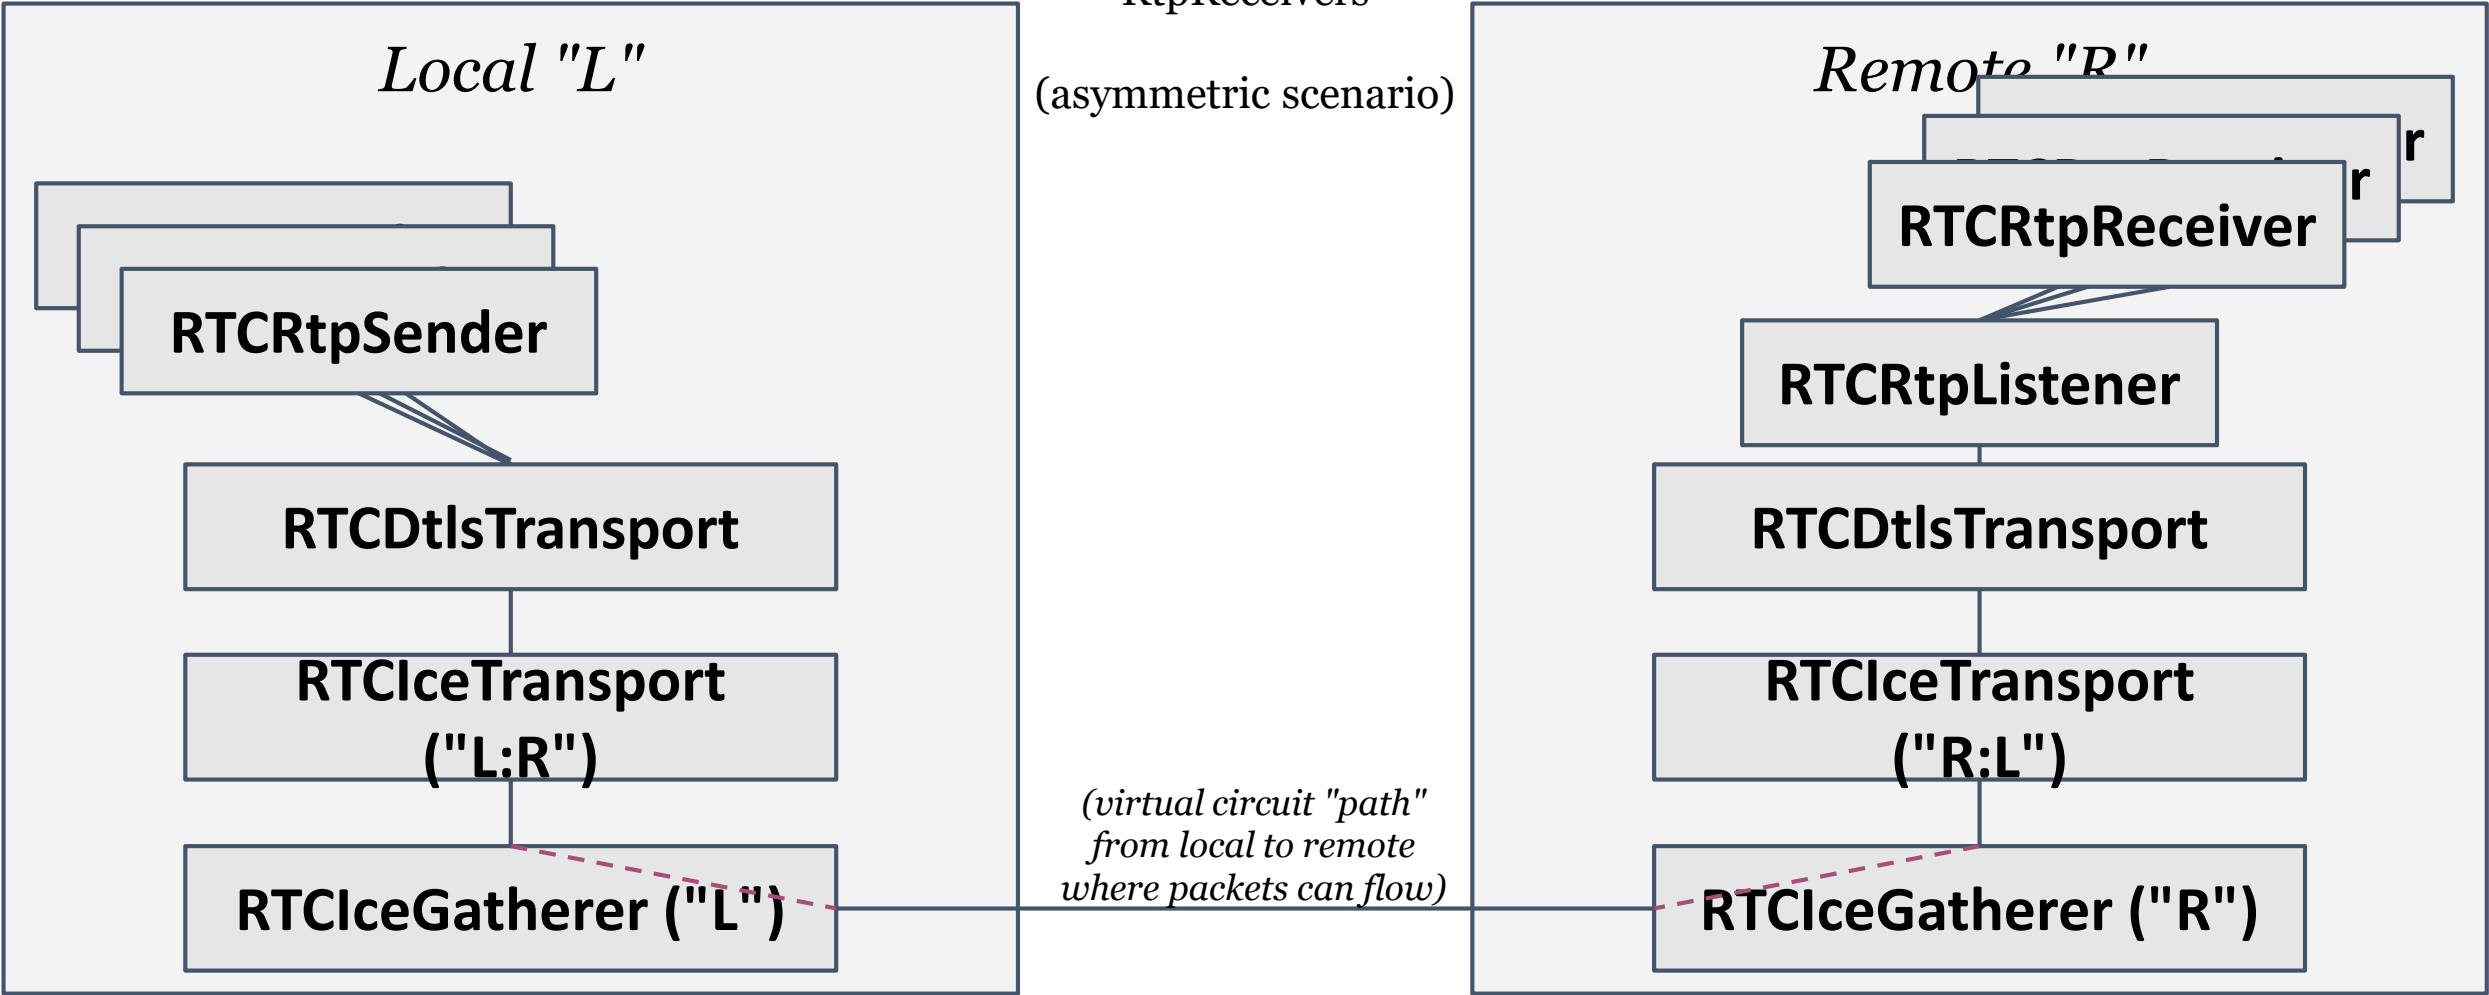 RtpReceivers
(asymmetric scenario)
Local "L"
RTCRtpSender
RTCDtlsTransport
RTCIceTransport
("L:R")
RTCIceGatherer ("L")
(virtual circuit "path"
from local to remote
where packets can flow)
Remote "R"
r
r
RTCRtpReceiver
RTCRtpListener
RTCDtlsTransport
RTCIceTransport
("R:L")
RTCIceGatherer ("R")